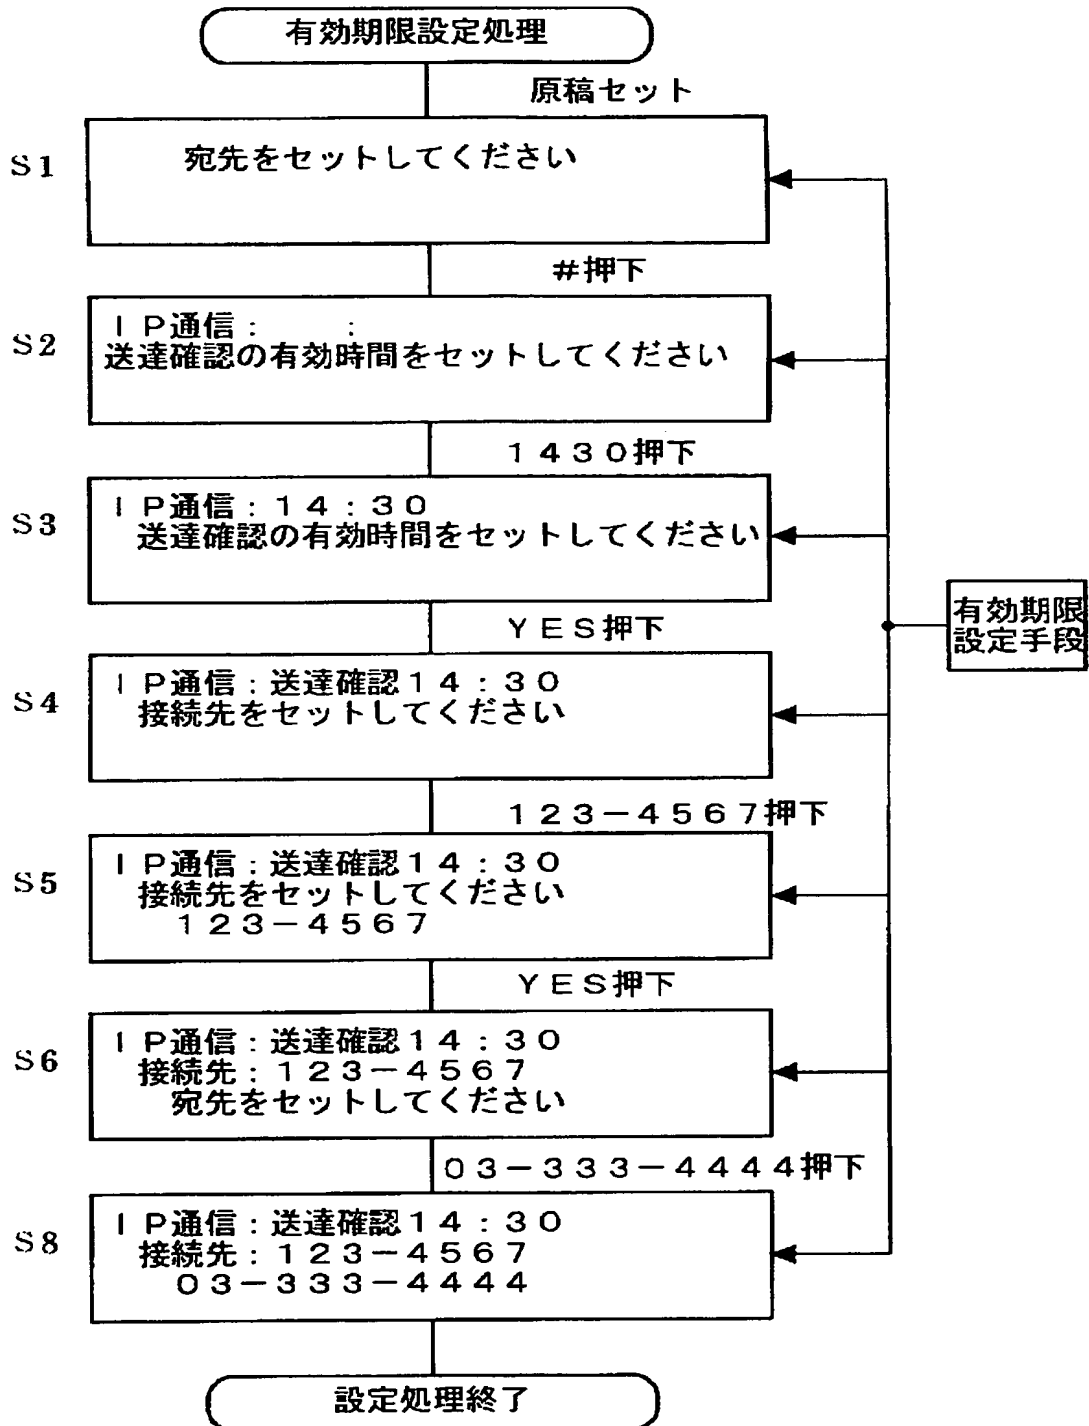 有効期限設定処理
原稿セット
S1
宛先をセットしてください
#押下
S2
IP通信:　　:
送達確認の有効時間をセットしてください
1430押下
S3
IP通信:14:30
送達確認の有効時間をセットしてください
YES押下
S4
IP通信:送達確認14:30
接続先をセットしてください
123-4567押下
S5
IP通信:送達確認14:30
接続先をセットしてください
123-4567
YES押下
S6
IP通信:送達確認14:30
接続先:123-4567
宛先をセットしてください
03-333-4444押下
S8
IP通信:送達確認14:30
接続先:123-4567
03-333-4444
設定処理終了
有効期限
設定手段